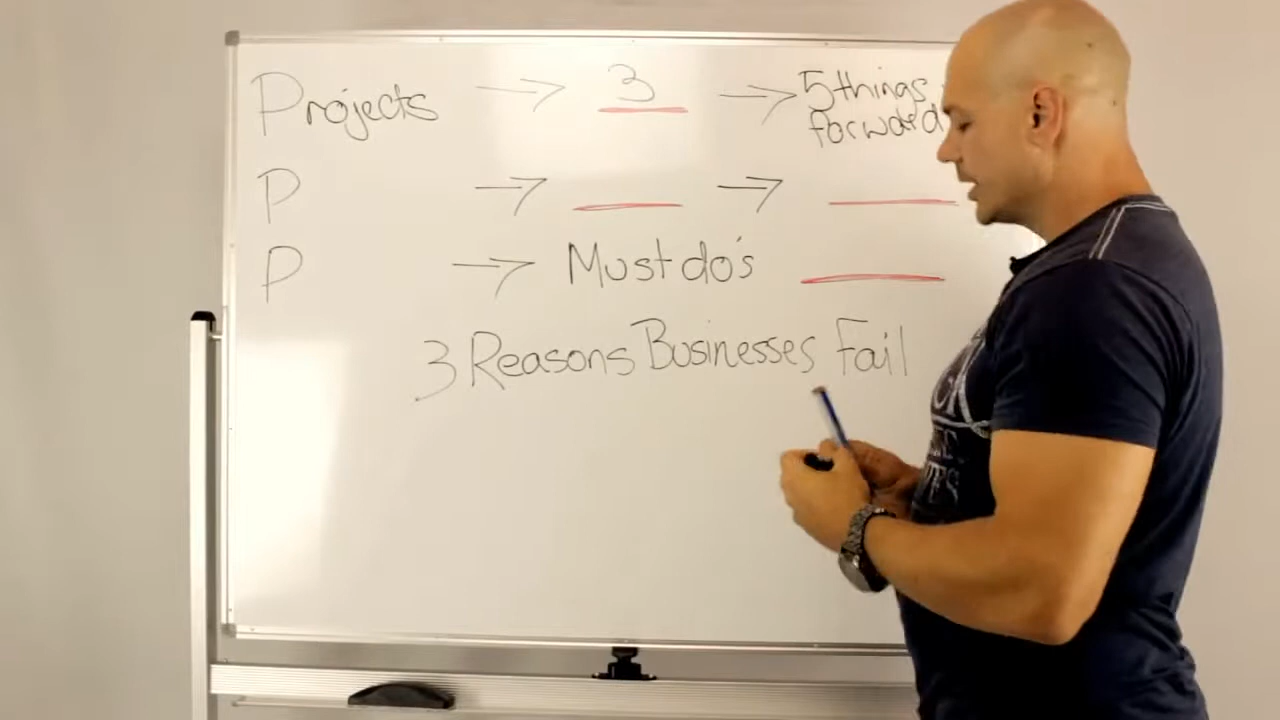 Projects → 3 → 5 things
forward
P → →
P → Must do's
3 Reasons Businesses Fail